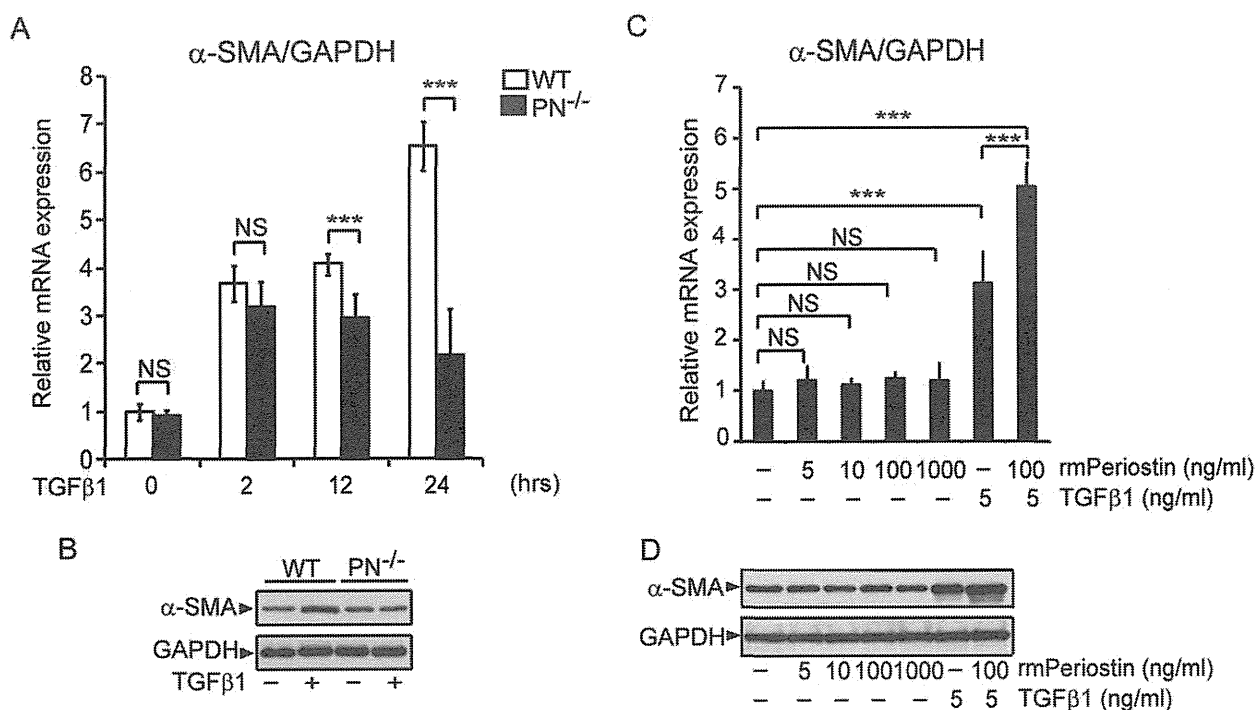 A
α-SMA/GAPDH
WT
PN-/-
Relative mRNA expression
8
7
6
5
4
3
2
1
0
NS
NS
***
***
TGFβ1 0 2 12 24 (hrs)
B
WT PN-/-
α-SMA
GAPDH
TGFβ1 – + – +
C
α-SMA/GAPDH
Relative mRNA expression
7
6
5
4
3
2
1
0
***
***
***
NS
NS
NS
NS
– 5 10 100 1000 – 100 rmPeriostin (ng/ml)
– – – – – 5 5 TGFβ1 (ng/ml)
D
α-SMA
GAPDH
– 5 10 100 1000 – 100 rmPeriostin (ng/ml)
– – – – – 5 5 TGFβ1 (ng/ml)